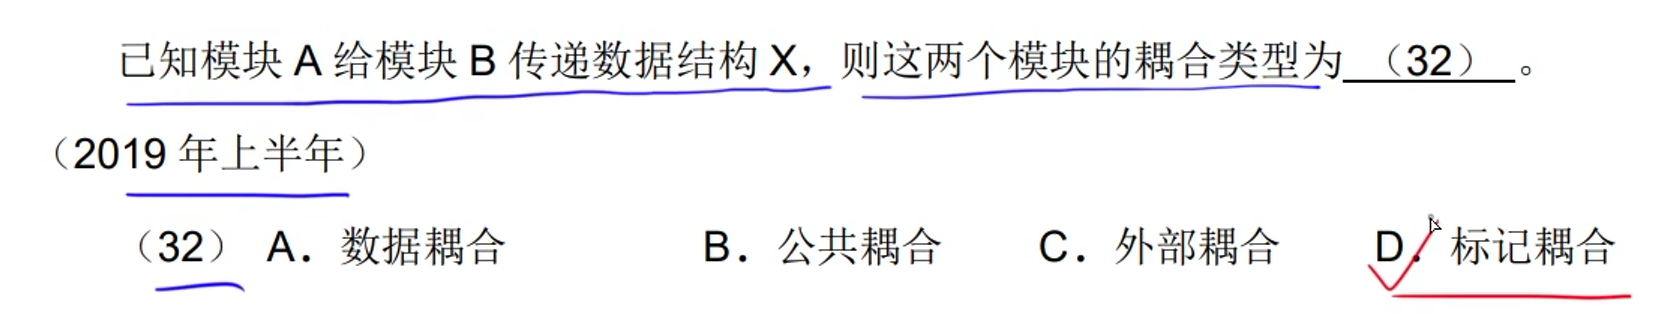 已知模块 A 给模块 B 传递数据结构 X，则这两个模块的耦合类型为 （32） 。
（2019 年上半年）
（32） A．数据耦合 B．公共耦合 C．外部耦合 D．标记耦合